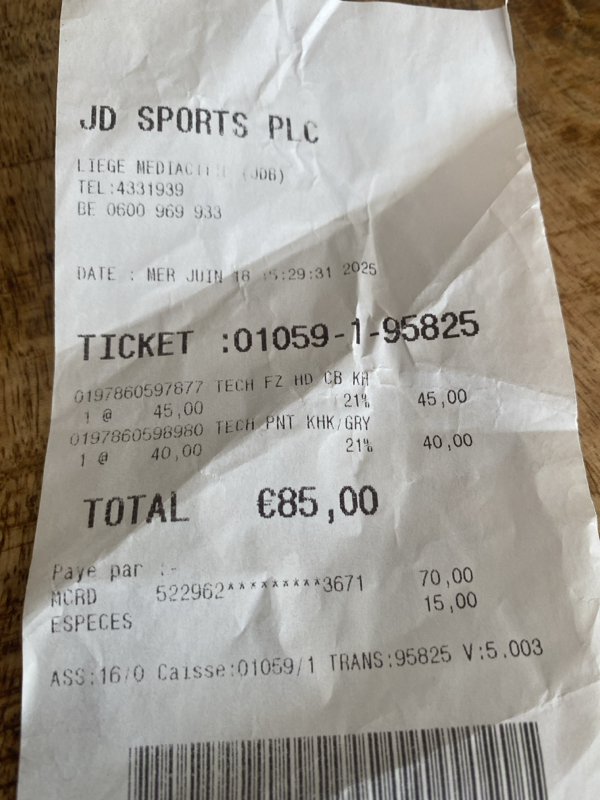 JD SPORTS PLC
LIEGE (JDB)
TEL:4331939
BE 0600 969 933
DATE : MER JUIN 18 :29:31 2025
TICKET :01059-1-95825
0197860597877 TECH FZ HD CB KH
1 @ 45,00 21% 45,00
0197860598980 TECH PNT KHK/GRY
1 @ 40,00 21% 40,00
TOTAL €85,00
Paye par :-
MCRD 522962*********3671 70,00
ESPECES 15,00
ASS:16/0 Caisse:01059/1 TRANS:95825 V:5.003